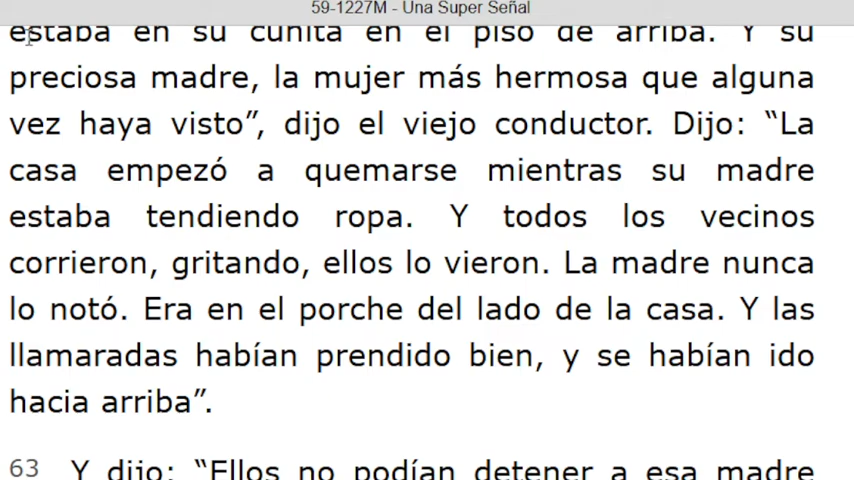 59-1227M - Una Super Señal
estaba en su cunita en el piso de arriba. Y su
preciosa madre, la mujer más hermosa que alguna
vez haya visto”, dijo el viejo conductor. Dijo: “La
casa empezó a quemarse mientras su madre
estaba tendiendo ropa. Y todos los vecinos
corrieron, gritando, ellos lo vieron. La madre nunca
lo notó. Era en el porche del lado de la casa. Y las
llamaradas habían prendido bien, y se habían ido
hacia arriba”.
63 Y dijo: “Ellos no podían detener a esa madre